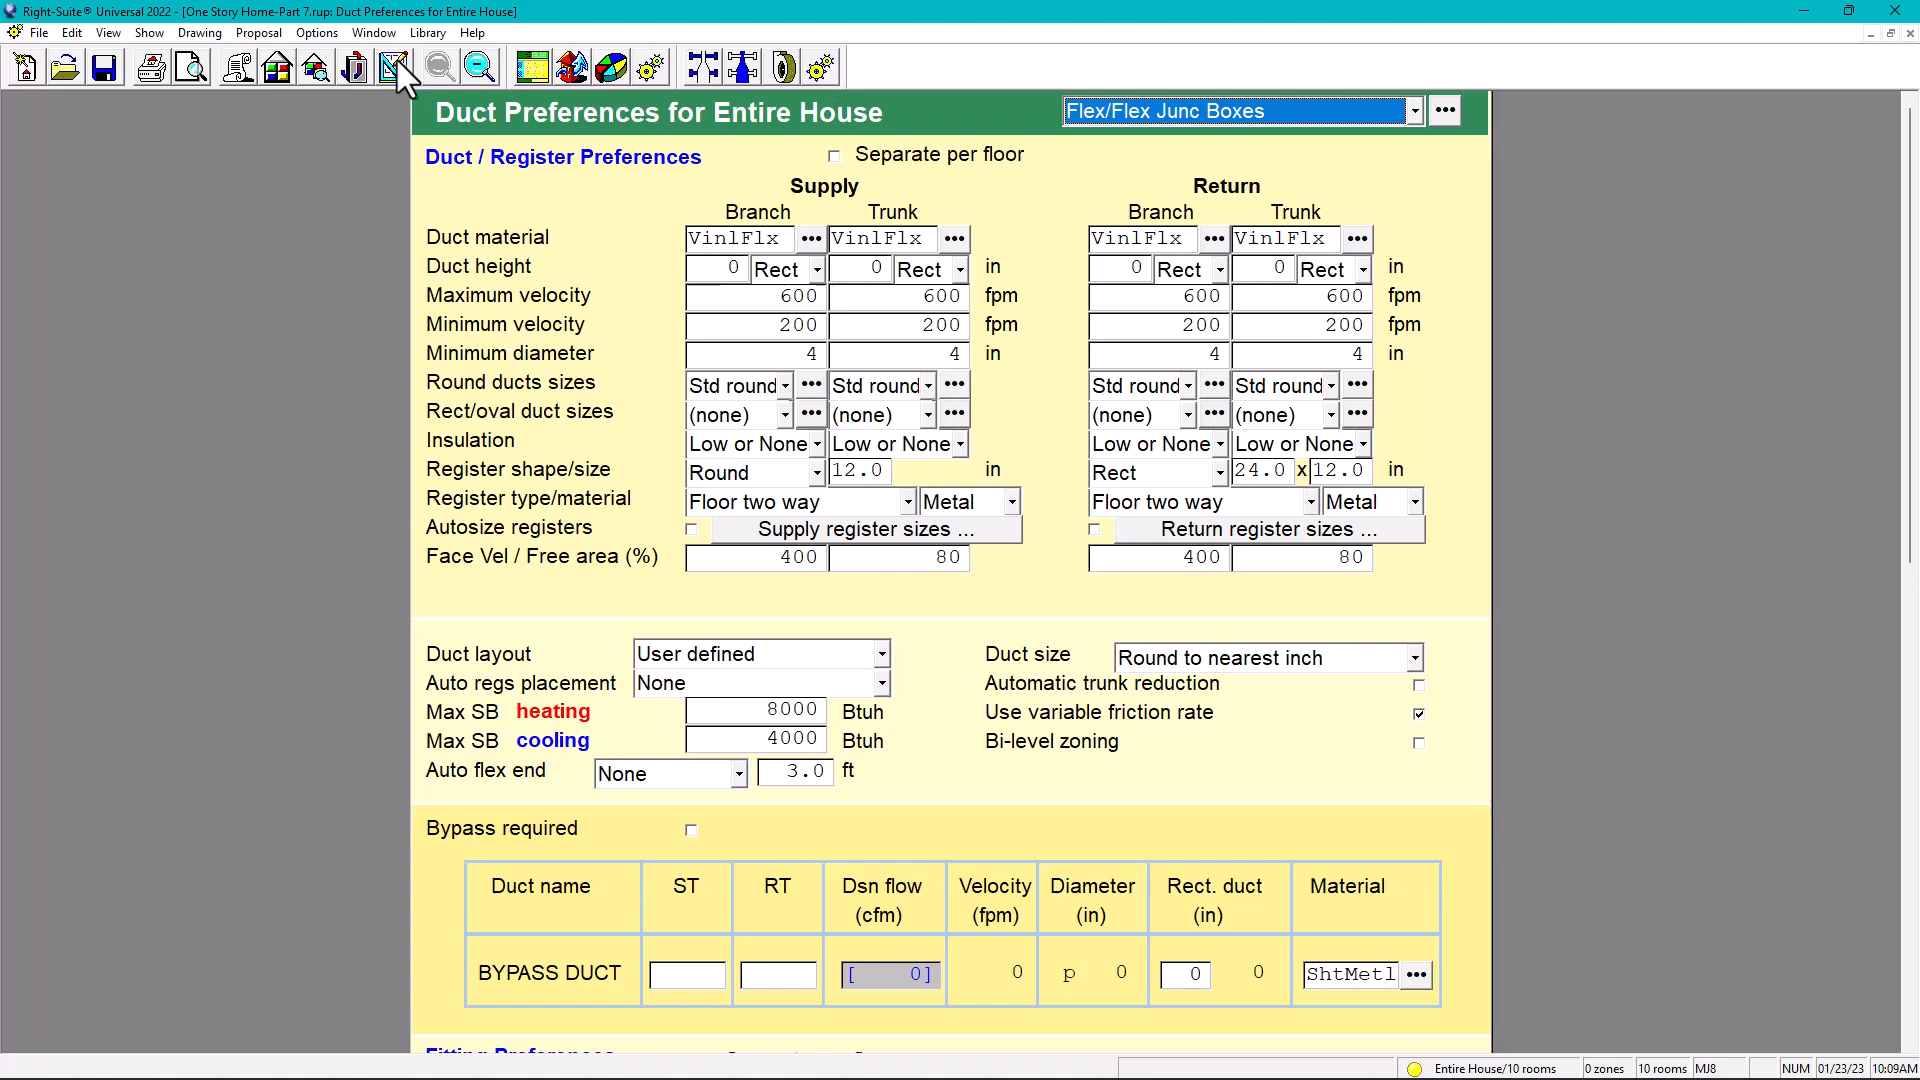 Right-Suite® Universal 2022 - [One Story Home-Part 7.rup: Duct Preferences for Entire House]
File Edit View Show Drawing Proposal Options Window Library Help
Duct Preferences for Entire House Flex/Flex Junc Boxes
Duct / Register Preferences Separate per floor
Supply Return
Branch Trunk Branch Trunk
Duct material VinlFlx VinlFlx VinlFlx VinlFlx
Duct height 0 Rect 0 Rect in 0 Rect 0 Rect in
Maximum velocity 600 600 fpm 600 600 fpm
Minimum velocity 200 200 fpm 200 200 fpm
Minimum diameter 4 4 in 4 4 in
Round ducts sizes Std round Std round Std round Std round
Rect/oval duct sizes (none) (none) (none) (none)
Insulation Low or None Low or None Low or None Low or None
Register shape/size Round 12.0 in Rect 24.0 x 12.0 in
Register type/material Floor two way Metal Floor two way Metal
Autosize registers Supply register sizes ... Return register sizes ...
Face Vel / Free area (%) 400 80 400 80
Duct layout User defined Duct size Round to nearest inch
Auto regs placement None Automatic trunk reduction
Max SB heating 8000 Btuh Use variable friction rate
Max SB cooling 4000 Btuh Bi-level zoning
Auto flex end None 3.0 ft
Bypass required
Duct name ST RT Dsn flow Velocity Diameter Rect. duct Material
(cfm) (fpm) (in) (in)
BYPASS DUCT [ 0] 0 p 0 0 0 ShtMetl
Fitting Preferences
Entire House/10 rooms 0 zones 10 rooms MJ8 NUM 01/23/23 10:09AM